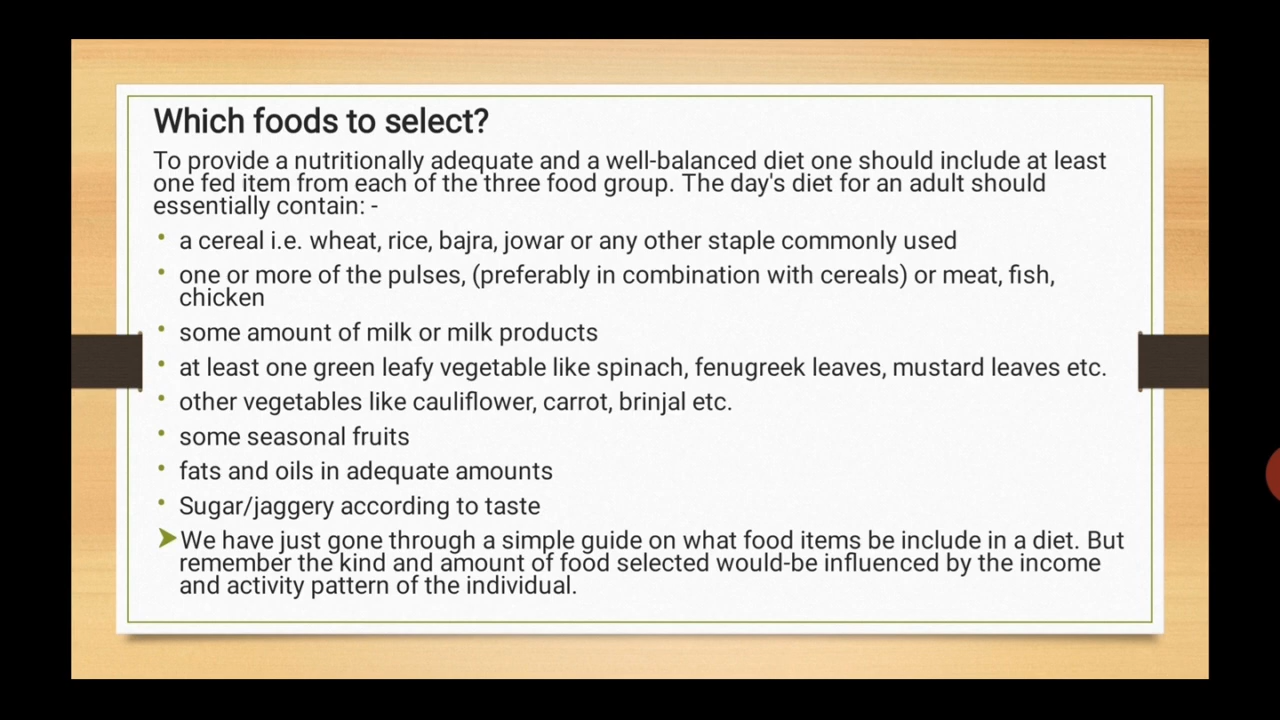 Which foods to select?
To provide a nutritionally adequate and a well-balanced diet one should include at least
one fed item from each of the three food group. The day's diet for an adult should
essentially contain: -
• a cereal i.e. wheat, rice, bajra, jowar or any other staple commonly used
• one or more of the pulses, (preferably in combination with cereals) or meat, fish,
chicken
• some amount of milk or milk products
• at least one green leafy vegetable like spinach, fenugreek leaves, mustard leaves etc.
• other vegetables like cauliflower, carrot, brinjal etc.
• some seasonal fruits
• fats and oils in adequate amounts
• Sugar/jaggery according to taste
➤We have just gone through a simple guide on what food items be include in a diet. But
remember the kind and amount of food selected would-be influenced by the income
and activity pattern of the individual.